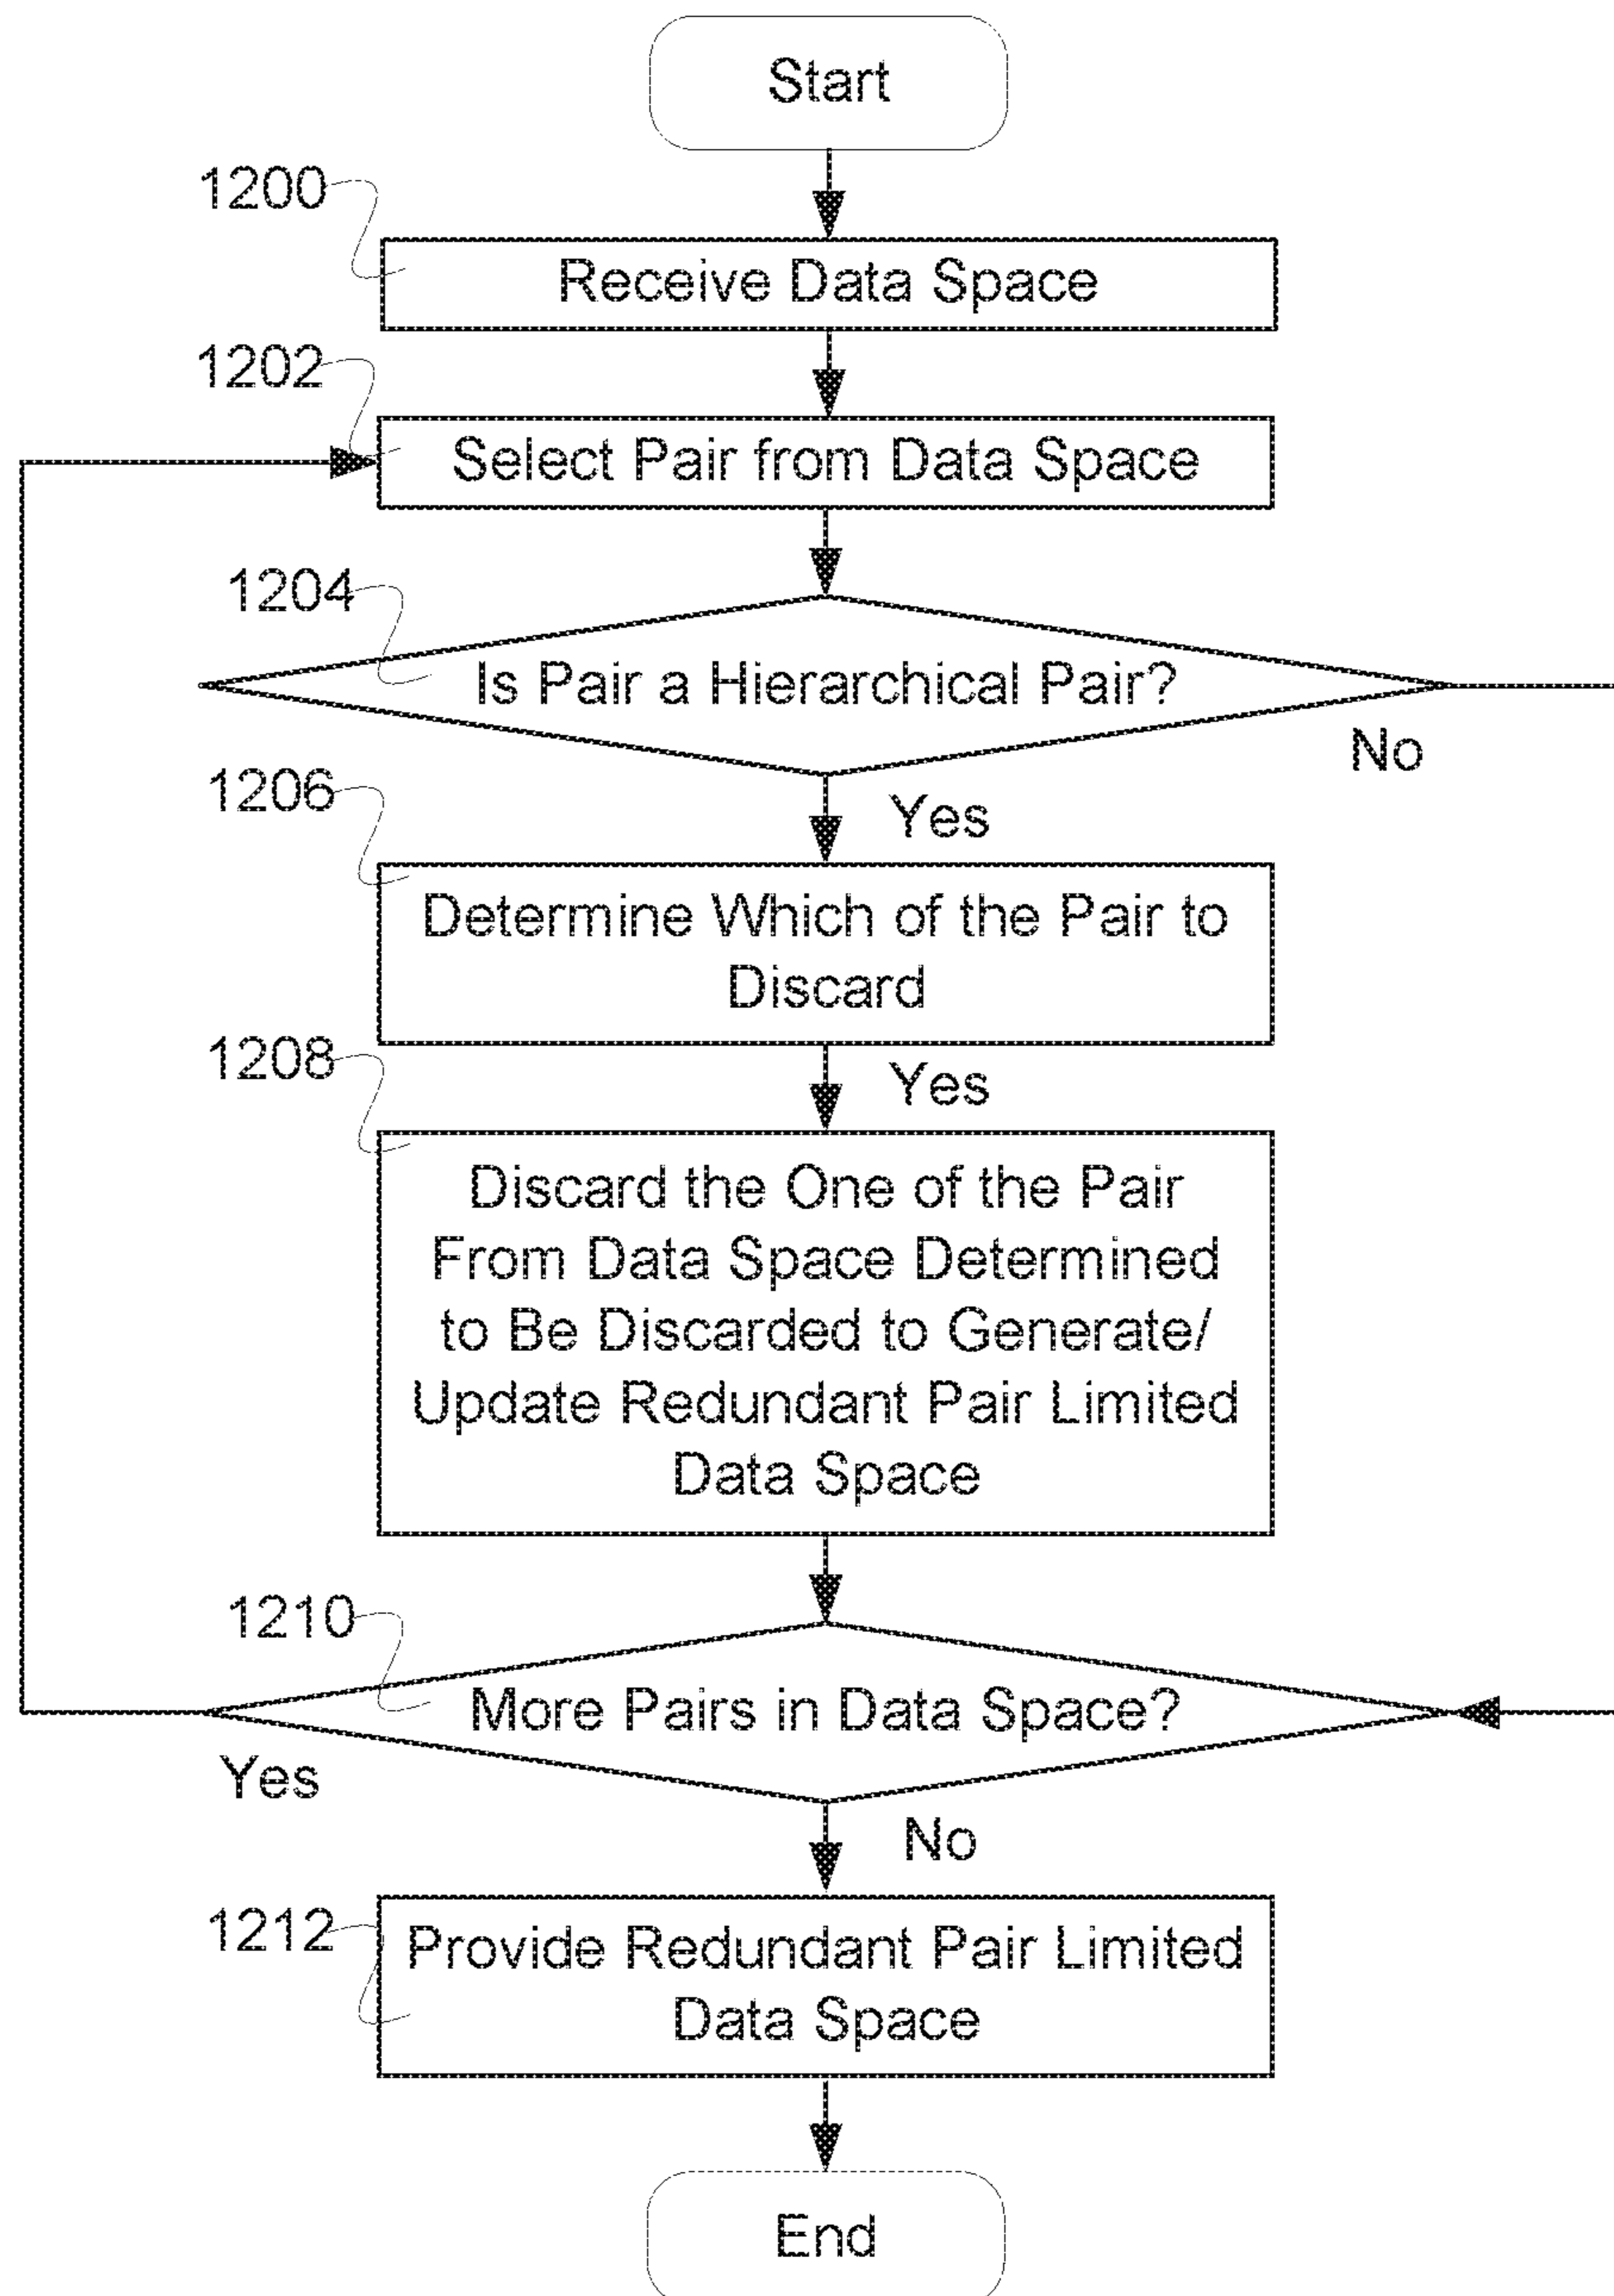 Start
1200
Receive Data Space
1202
Select Pair from Data Space
1204
Is Pair a Hierarchical Pair?
No
1206
Yes
Determine Which of the Pair to
Discard
1208
Yes
Discard the One of the Pair
From Data Space Determined
to Be Discarded to Generate/
Update Redundant Pair Limited
Data Space
1210
More Pairs in Data Space?
Yes
No
1212
Provide Redundant Pair Limited
Data Space
End